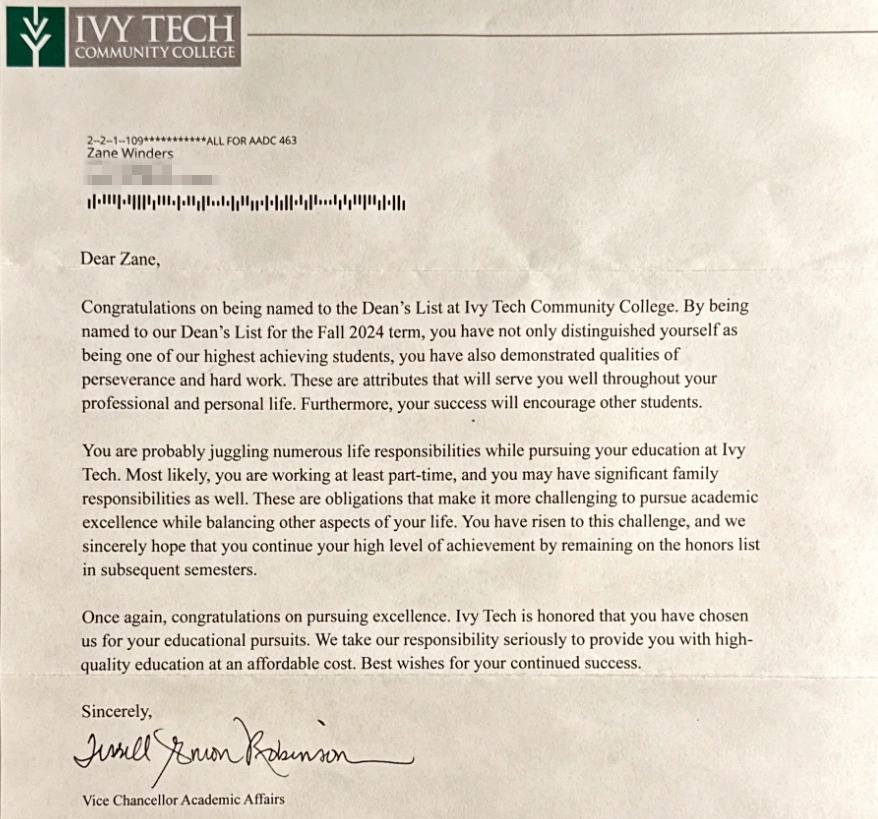 IVY TECH
COMMUNITY COLLEGE
2-2-1-109***********ALL FOR AADC 463
Zane Winders
Dear Zane,
Congratulations on being named to the Dean's List at Ivy Tech Community College. By being
named to our Dean's List for the Fall 2024 term, you have not only distinguished yourself as
being one of our highest achieving students, you have also demonstrated qualities of
perseverance and hard work. These are attributes that will serve you well throughout your
professional and personal life. Furthermore, your success will encourage other students.
You are probably juggling numerous life responsibilities while pursuing your education at Ivy
Tech. Most likely, you are working at least part-time, and you may have significant family
responsibilities as well. These are obligations that make it more challenging to pursue academic
excellence while balancing other aspects of your life. You have risen to this challenge, and we
sincerely hope that you continue your high level of achievement by remaining on the honors list
in subsequent semesters.
Once again, congratulations on pursuing excellence. Ivy Tech is honored that you have chosen
us for your educational pursuits. We take our responsibility seriously to provide you with high-
quality education at an affordable cost. Best wishes for your continued success.
Sincerely,
Robinson
Vice Chancellor Academic Affairs